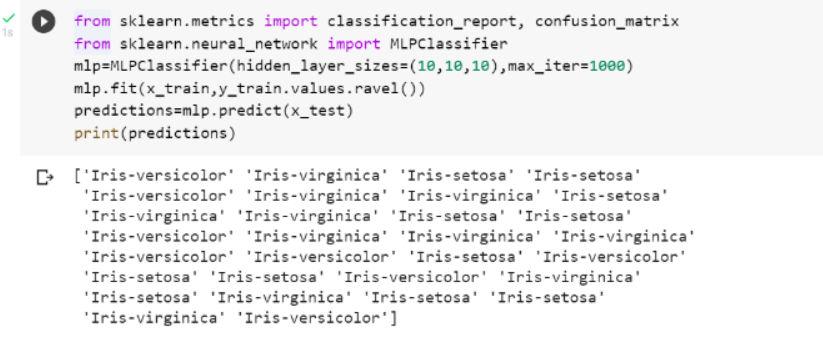 from sklearn.metrics import classification_report, confusion_matrix
1s
from sklearn.neural_network import MLPClassifier
mlp=MLPClassifier(hidden_layer_sizes=(10,10,10),max_iter=1000)
mlp.fit(x_train,y_train.values.ravel())
predictions=mlp.predict(x_test)
print(predictions)
['Iris-versicolor' 'Iris-virginica' 'Iris-setosa' 'Iris-setosa'
'Iris-versicolor' 'Iris-virginica' 'Iris-virginica' 'Iris-setosa'
'Iris-virginica' 'Iris-virginica' 'Iris-setosa' 'Iris-setosa'
'Iris-versicolor' 'Iris-virginica' 'Iris-virginica' 'Iris-virginica'
'Iris-versicolor' 'Iris-versicolor' 'Iris-setosa' 'Iris-versicolor'
'Iris-setosa' 'Iris-setosa' 'Iris-versicolor' 'Iris-virginica'
'Iris-setosa' 'Iris-virginica' 'Iris-setosa' 'Iris-setosa'
'Iris-virginica' 'Iris-versicolor']